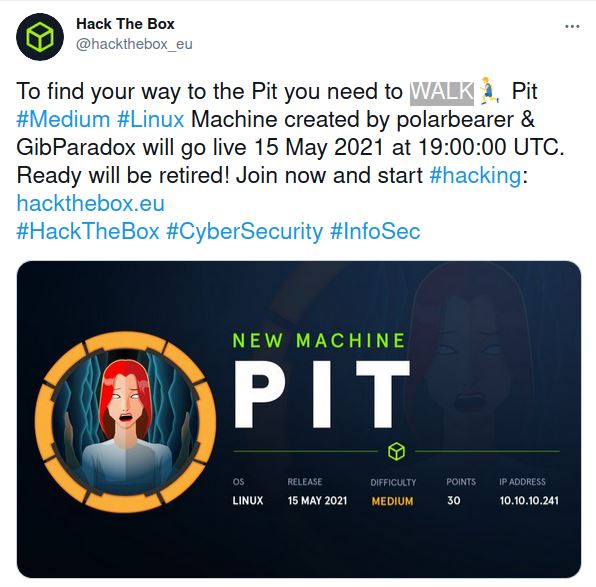 Hack The Box
@hackthebox_eu
To find your way to the Pit you need to WALK🏃‍♂️ Pit
#Medium #Linux Machine created by polarbearer &
GibParadox will go live 15 May 2021 at 19:00:00 UTC.
Ready will be retired! Join now and start #hacking:
hackthebox.eu
#HackTheBox #CyberSecurity #InfoSec
NEW MACHINE
PIT
OS RELEASE DIFFICULTY POINTS IP ADDRESS
LINUX 15 MAY 2021 MEDIUM 30 10.10.10.241